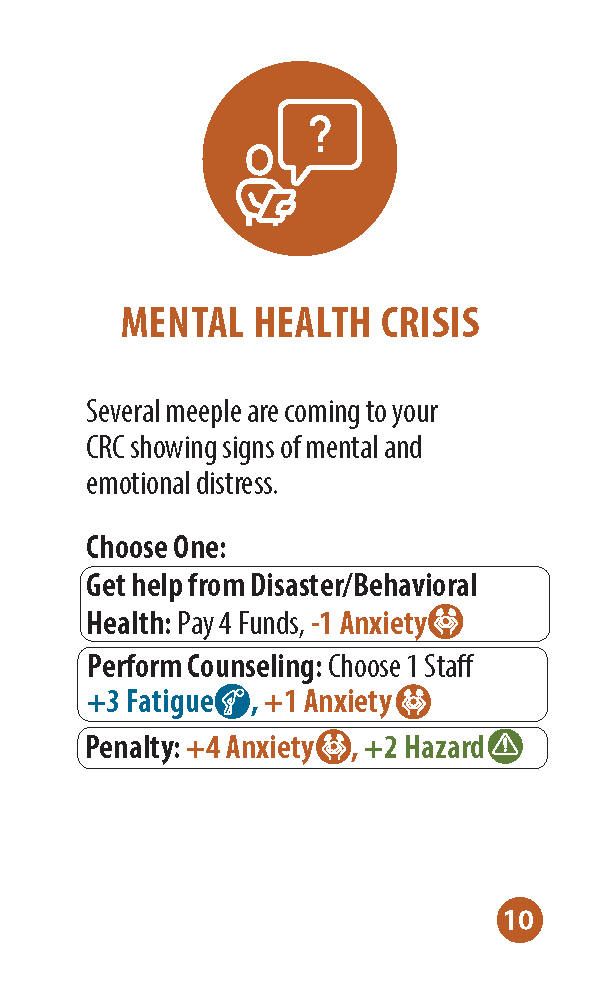 ?
MENTAL HEALTH CRISIS
Several meeple are coming to your
CRC showing signs of mental and
emotional distress.
Choose One:
Get help from Disaster/Behavioral
Health: Pay 4 Funds, -1 Anxiety
Perform Counseling: Choose 1 Staff
+3 Fatigue, +1 Anxiety
Penalty: +4 Anxiety, +2 Hazard
10